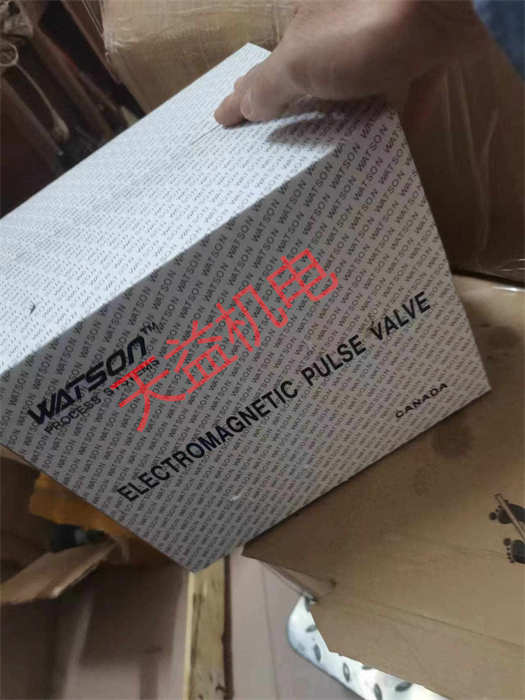 WATSON™
PROCESS SYSTEMS
天益机电
ELECTROMAGNETIC PULSE VALVE
CANADA